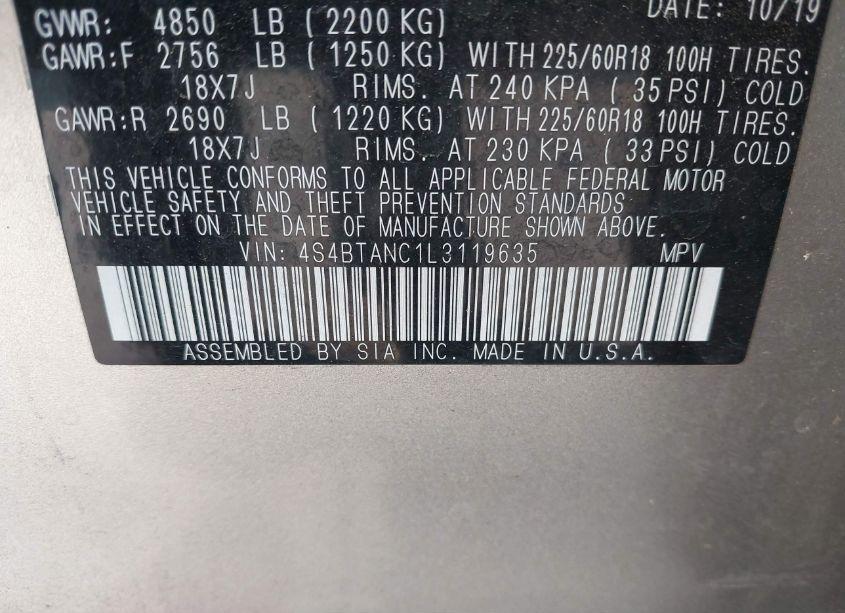 DATE: 10/19
GVWR: 4850 LB ( 2200 KG)
GAWR:F 2756 LB ( 1250 KG) WITH 225/60R18 100H TIRES.
18X7J RIMS. AT 240 KPA ( 35 PSI) COLD
GAWR:R 2690 LB ( 1220 KG) WITH 225/60R18 100H TIRES.
18X7J RIMS. AT 230 KPA ( 33 PSI) COLD
THIS VEHICLE CONFORMS TO ALL APPLICABLE FEDERAL MOTOR
VEHICLE SAFETY AND THEFT PREVENTION STANDARDS
IN EFFECT ON THE DATE OF MANUFACTURE SHOWN ABOVE.
VIN: 4S4BTANC1L3119635 MPV
ASSEMBLED BY SIA INC. MADE IN U.S.A.